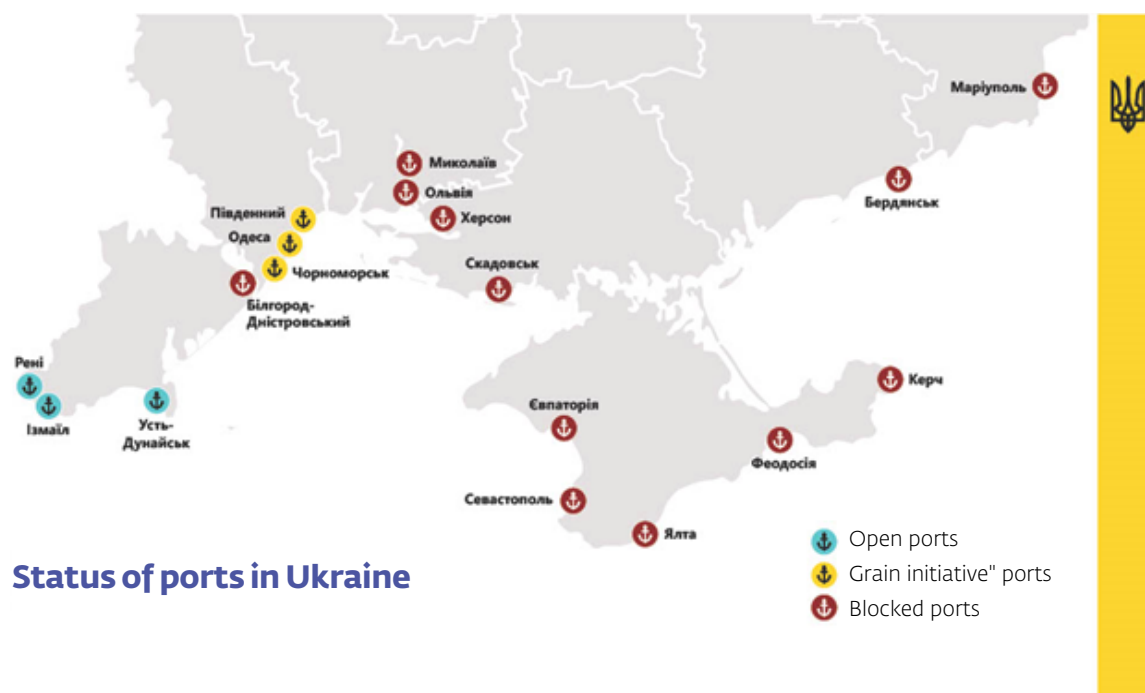 Маріуполь
Миколаїв
Ольвія
Бердянськ
Південний
Херсон
Одеса
Скадовськ
Чорноморськ
Білгород-
Дністровський
Рені
Керч
Ізмаїл
Усть-
Дунайськ
Євпаторія
Феодосія
Севастополь
Ялта
Status of ports in Ukraine
Open ports
Grain initiative" ports
Blocked ports